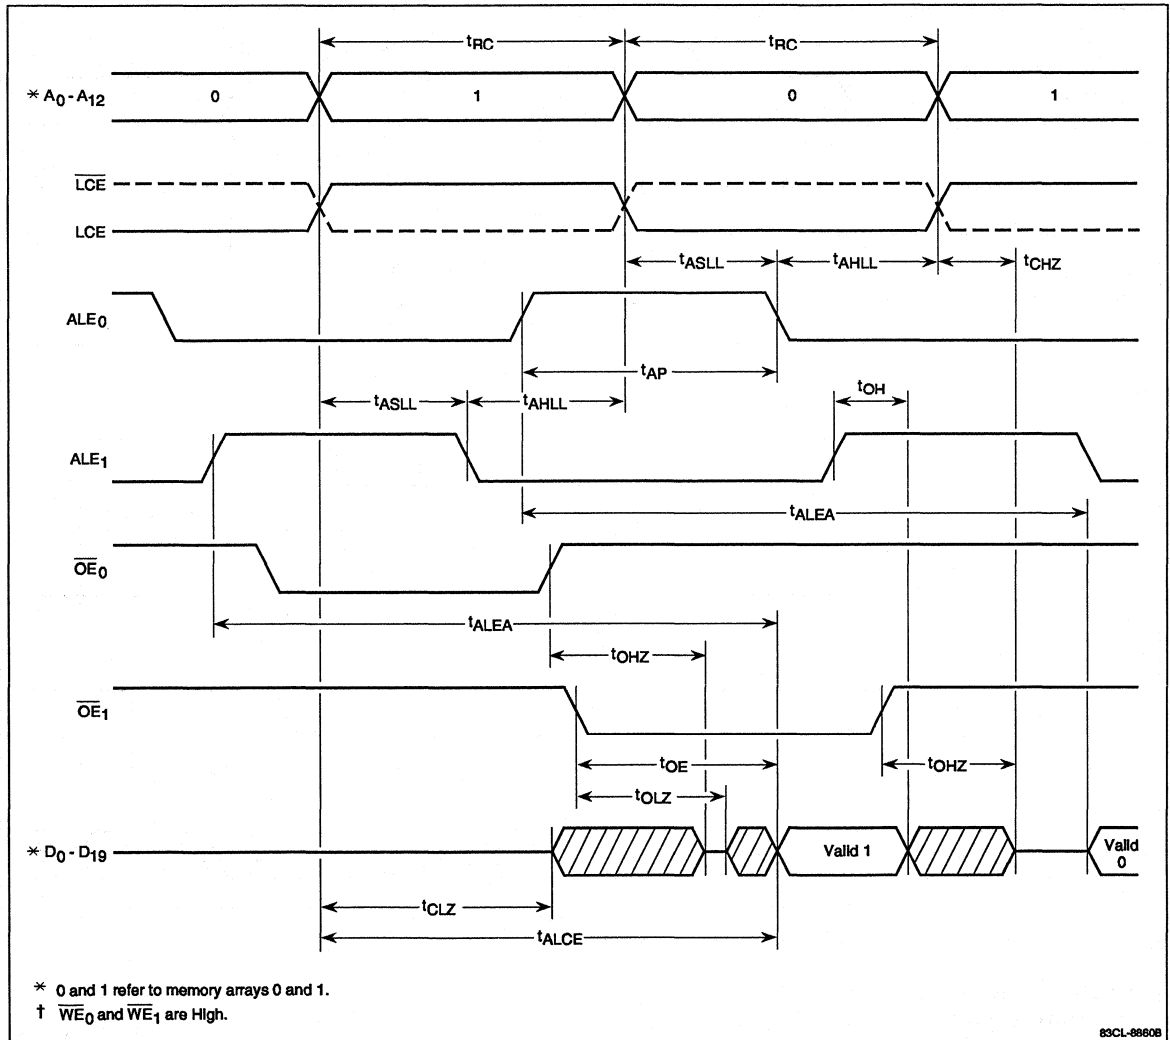 tRC tRC
* A0 - A12 0 1 0 1
LCE
LCE
tASLL tAHLL tCHZ
ALE0
tAP
tASLL tAHLL tOH
ALE1
tALEA
OE0
tALEA
tOHZ
OE1
tOE tOHZ
tOLZ
* D0 - D19 Valid 1 Valid 0
tCLZ
tALCE
* 0 and 1 refer to memory arrays 0 and 1.
† WE0 and WE1 are High.
83CL-8860B